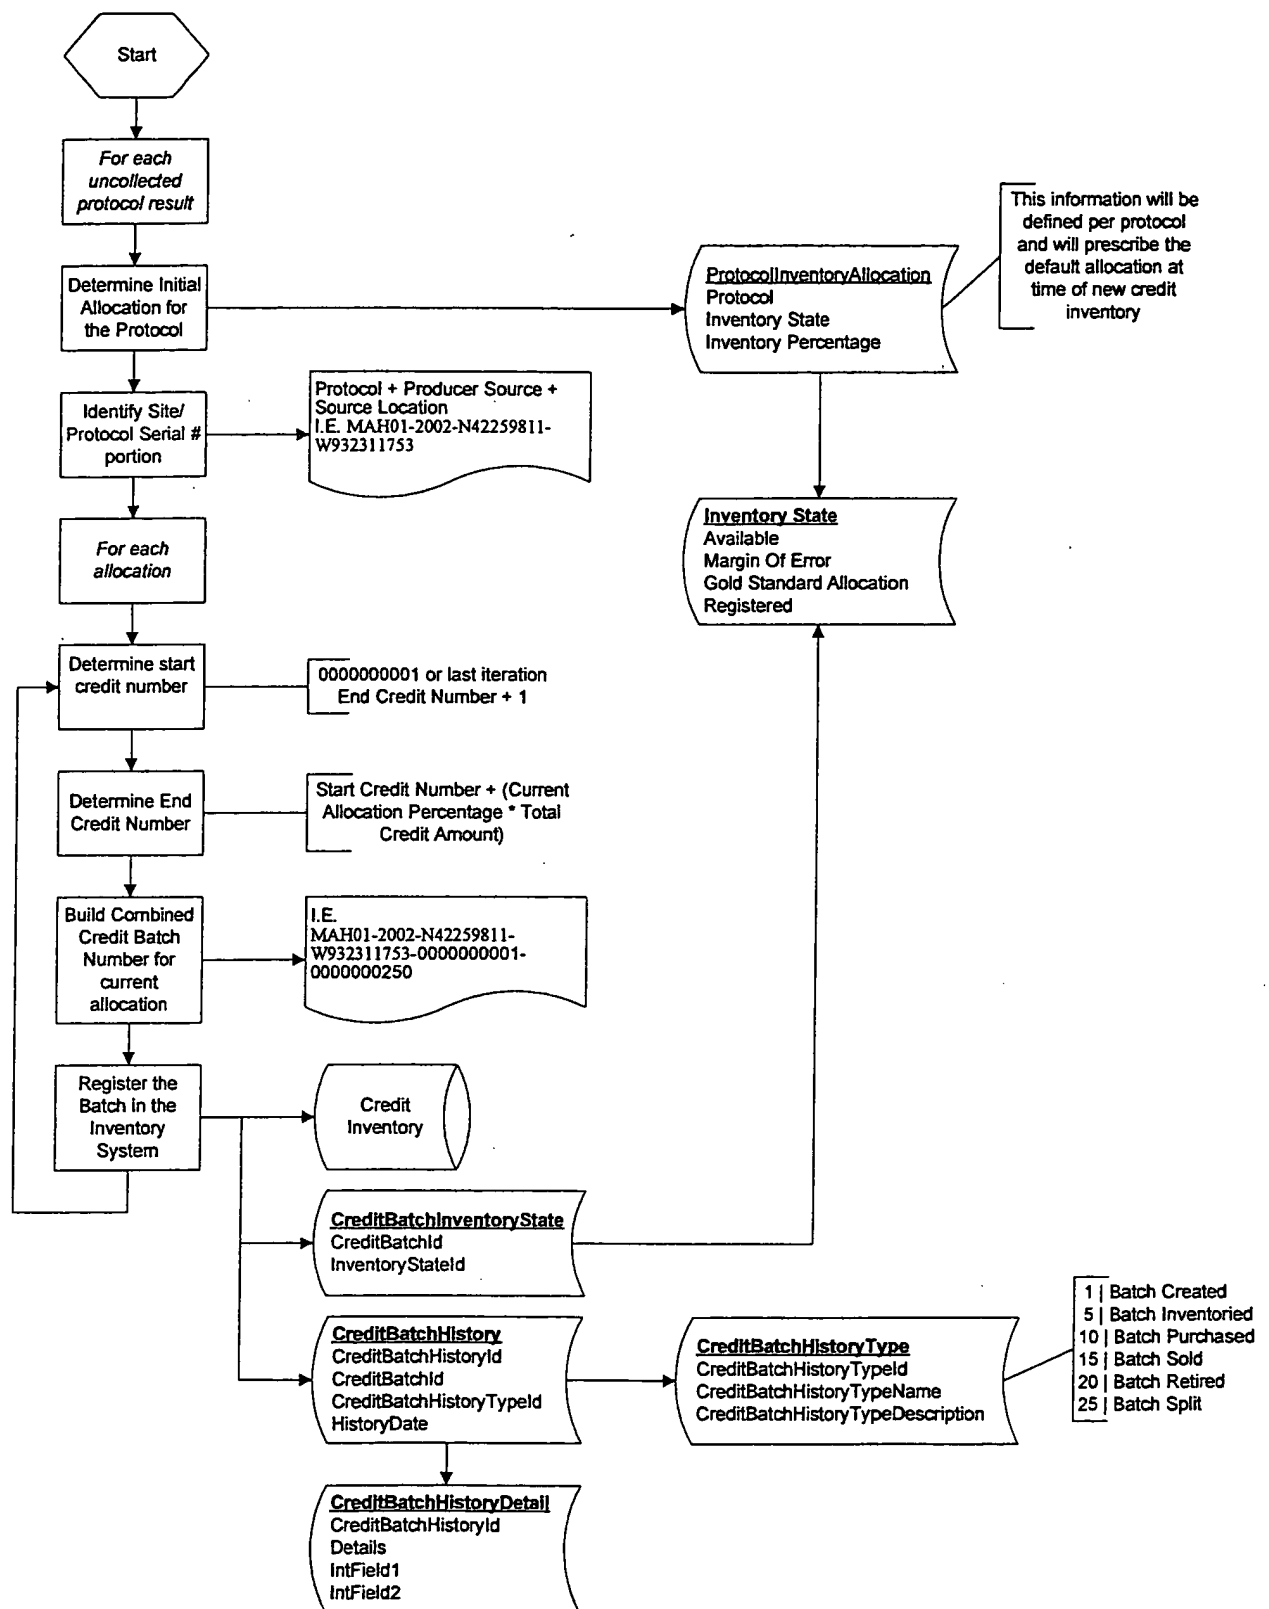 Start
For each
uncollected
protocol result
Determine Initial
Allocation for
the Protocol
ProtocolInventoryAllocation
Protocol
Inventory State
Inventory Percentage
This information will be
defined per protocol
and will prescribe the
default allocation at
time of new credit
inventory
Identify Site/
Protocol Serial #
portion
Protocol + Producer Source +
Source Location
I.E. MAH01-2002-N42259811-
W932311753
For each
allocation
Inventory State
Available
Margin Of Error
Gold Standard Allocation
Registered
Determine start
credit number
0000000001 or last iteration
End Credit Number + 1
Determine End
Credit Number
Start Credit Number + (Current
Allocation Percentage * Total
Credit Amount)
Build Combined
Credit Batch
Number for
current
allocation
I.E.
MAH01-2002-N42259811-
W932311753-0000000001-
0000000250
Register the
Batch in the
Inventory
System
Credit
Inventory
CreditBatchInventoryState
CreditBatchId
InventoryStateId
CreditBatchHistory
CreditBatchHistoryId
CreditBatchId
CreditBatchHistoryTypeId
HistoryDate
CreditBatchHistoryType
CreditBatchHistoryTypeId
CreditBatchHistoryTypeName
CreditBatchHistoryTypeDescription
1 | Batch Created
5 | Batch Inventoried
10 | Batch Purchased
15 | Batch Sold
20 | Batch Retired
25 | Batch Split
CreditBatchHistoryDetail
CreditBatchHistoryId
Details
IntField1
IntField2